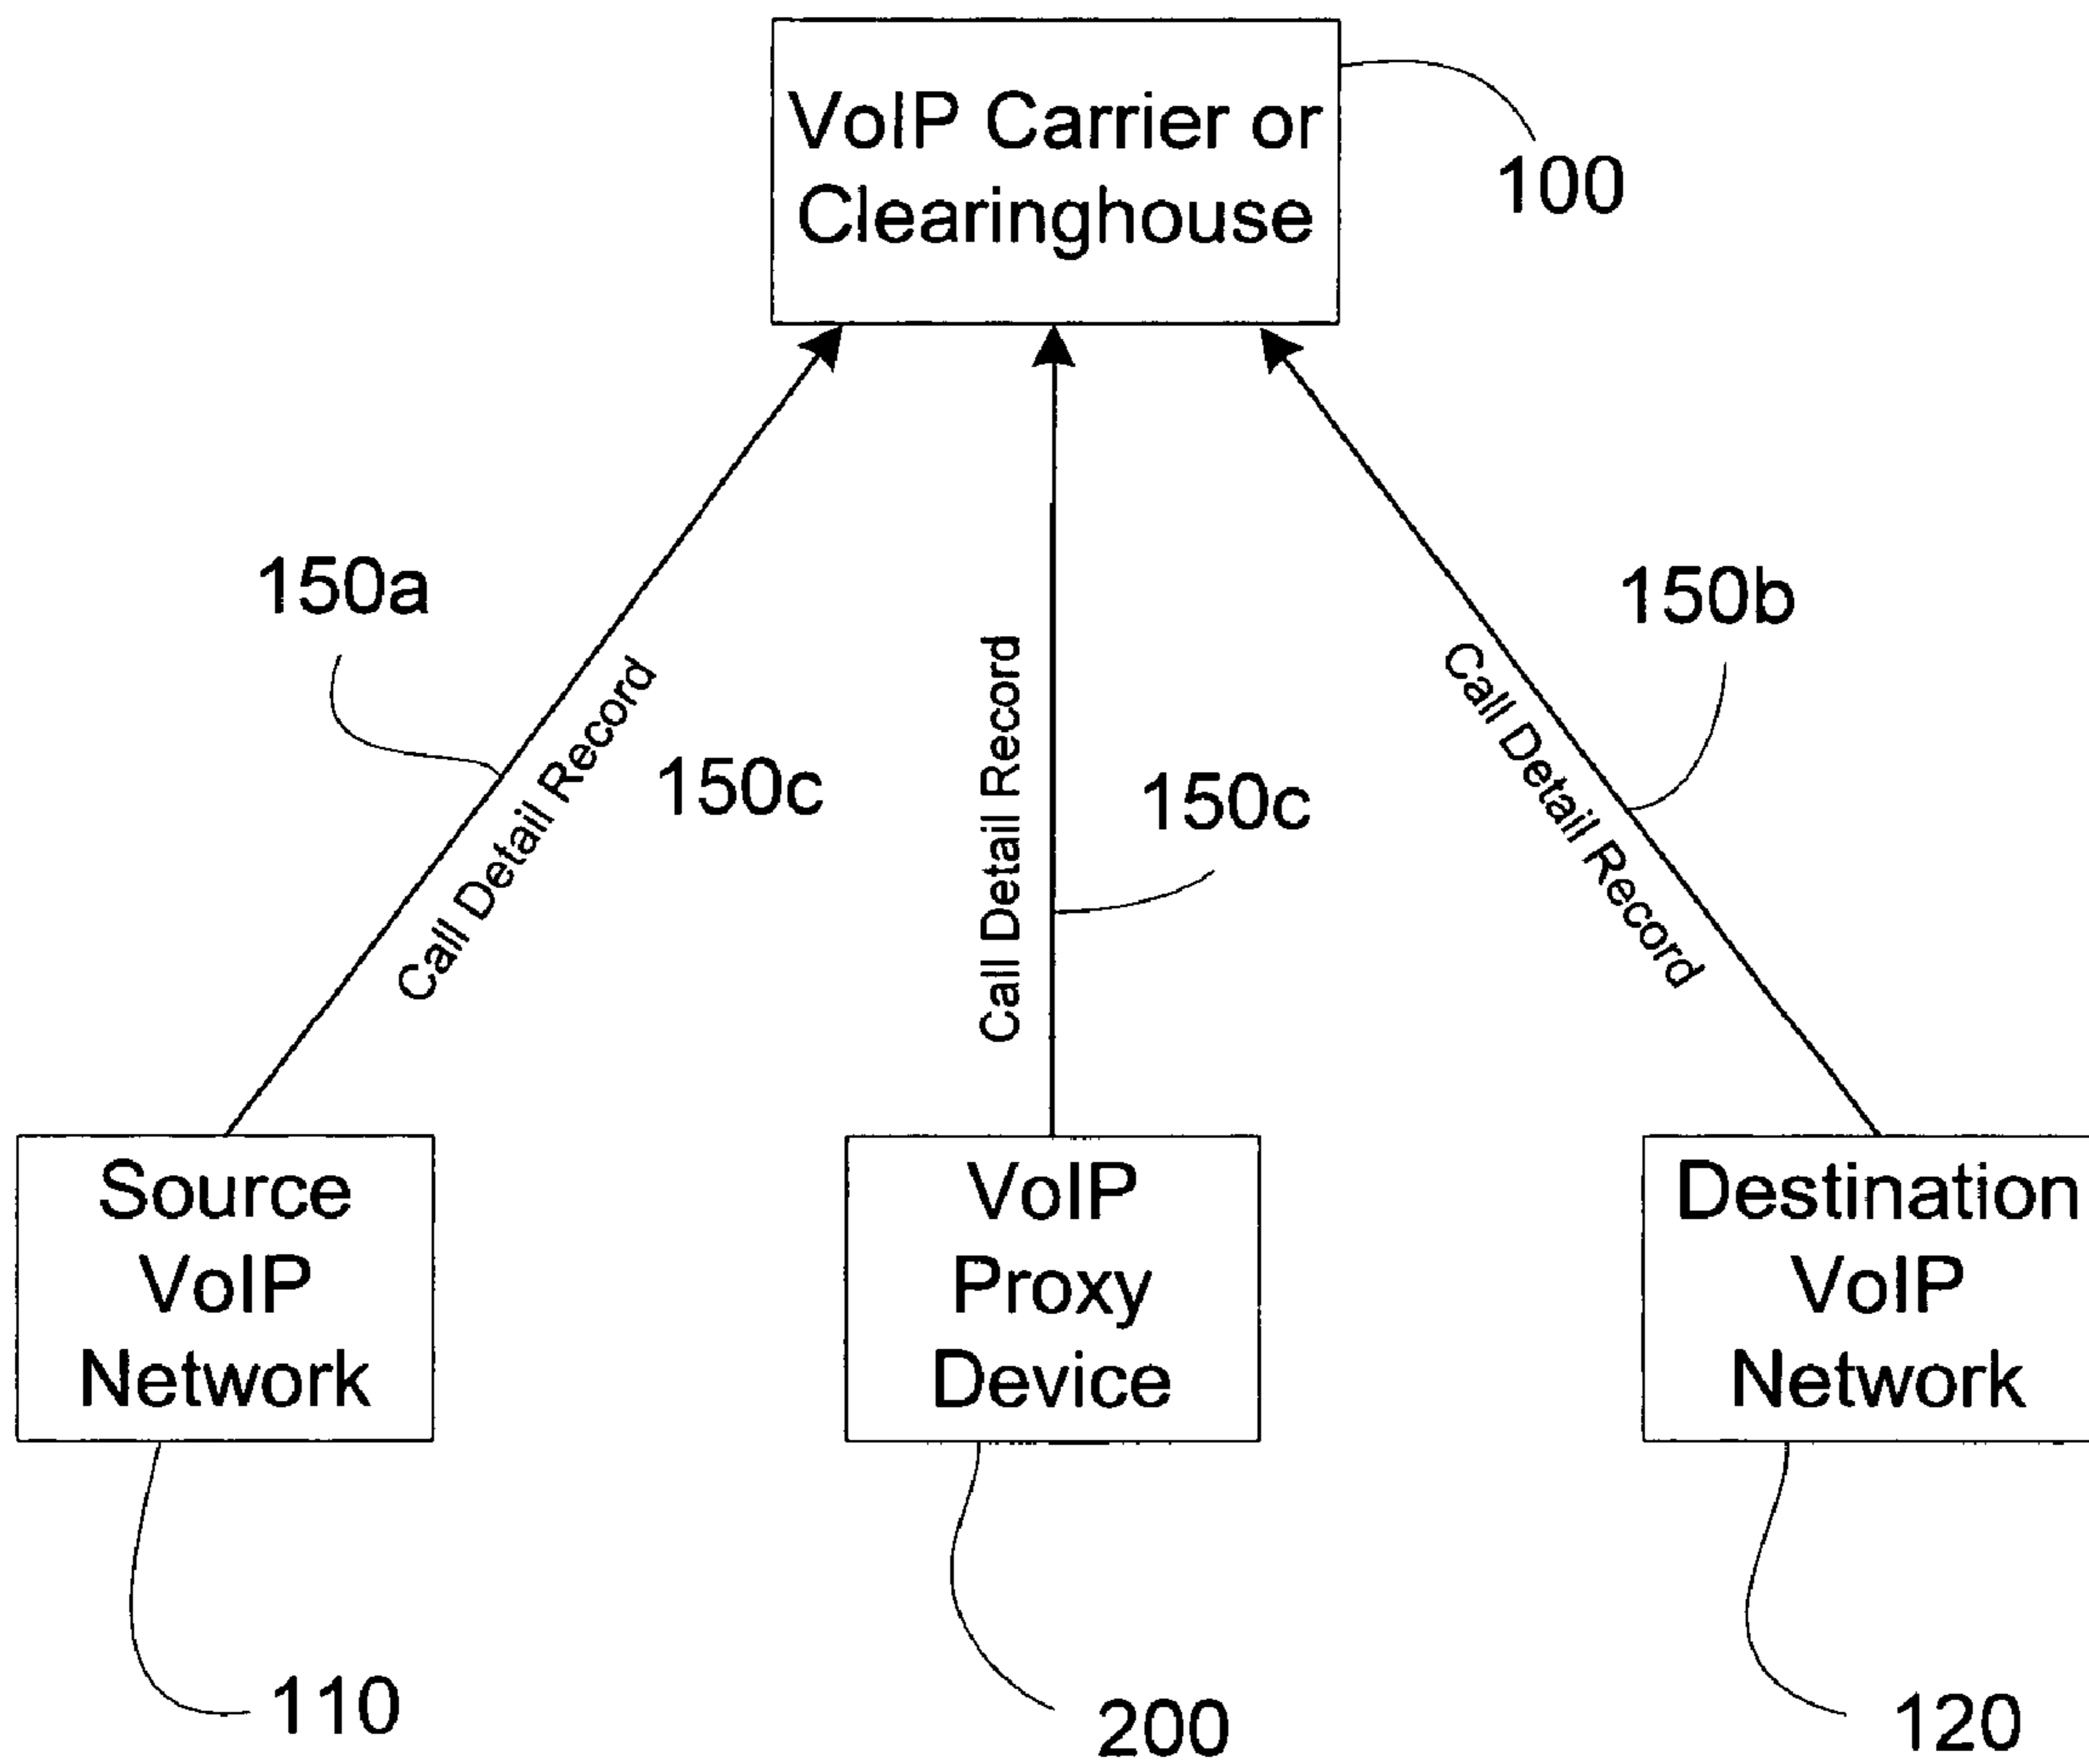 VoIP Carrier or
Clearinghouse
100
150a
150b
Call Detail Record
150c
Call Detail Record
150c
Call Detail Record
Source
VoIP
Network
VoIP
Proxy
Device
Destination
VoIP
Network
110
200
120